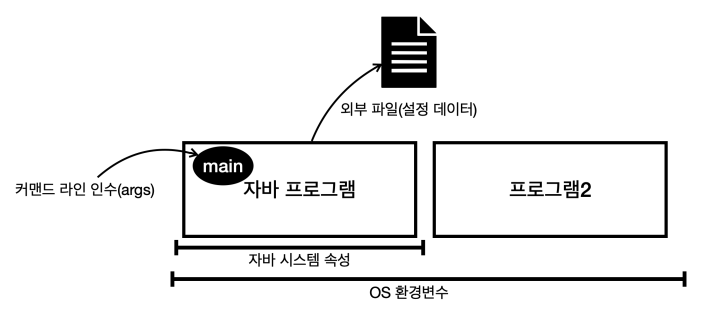 외부 파일(설정 데이터)
main
커맨드 라인 인수(args)
자바 프로그램
프로그램2
자바 시스템 속성
OS 환경변수